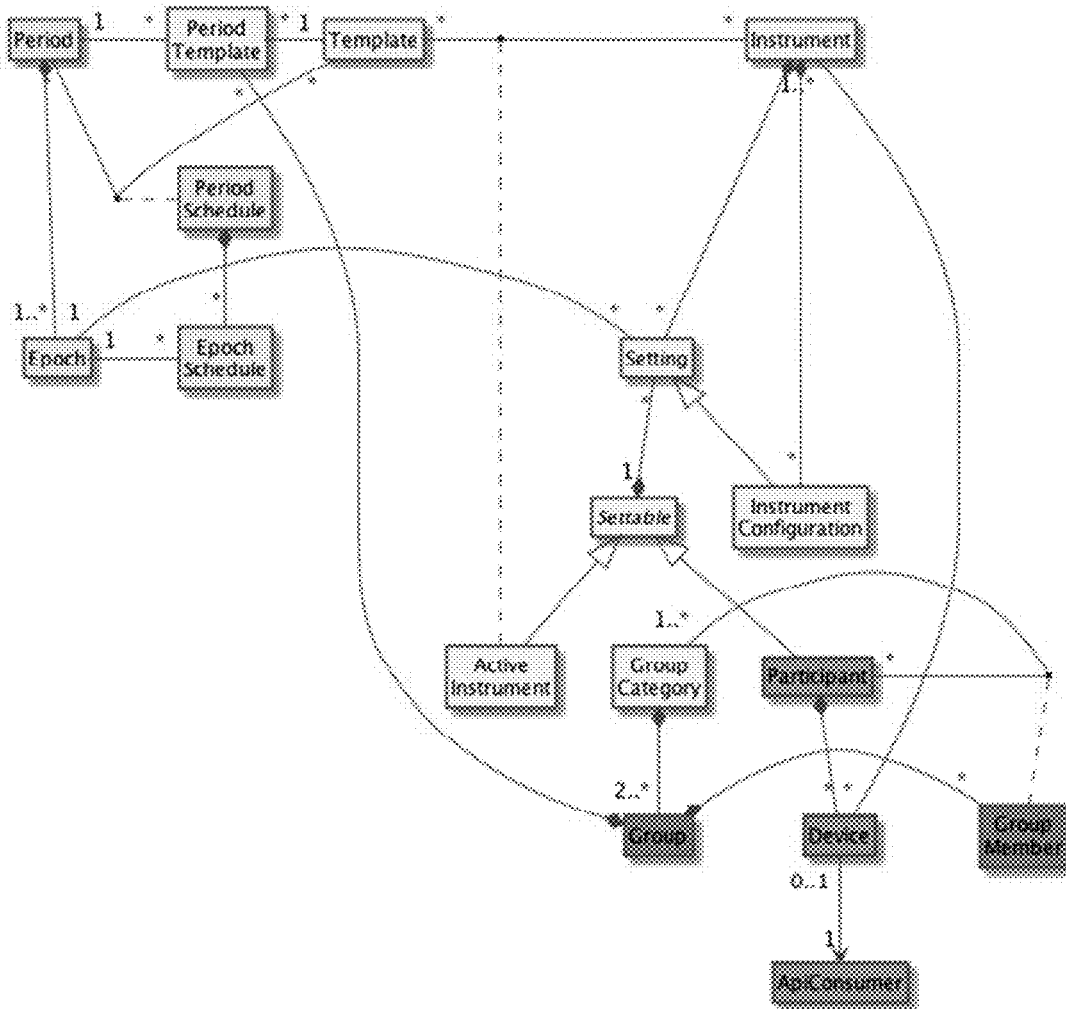 1 * * 1 * *
Period
Period
Template
Template
Instrument
* * 1..*
Period
Schedule
*
1..* 1 * *
1 *
Epoch
Epoch
Schedule
Setting
*
1 *
Settable
Instrument
Configuration
1..*
Active
Instrument
Group
Category
Participant
*
2..* * * *
Group
Device
Group
Member
0..1
1
ApiConsumer